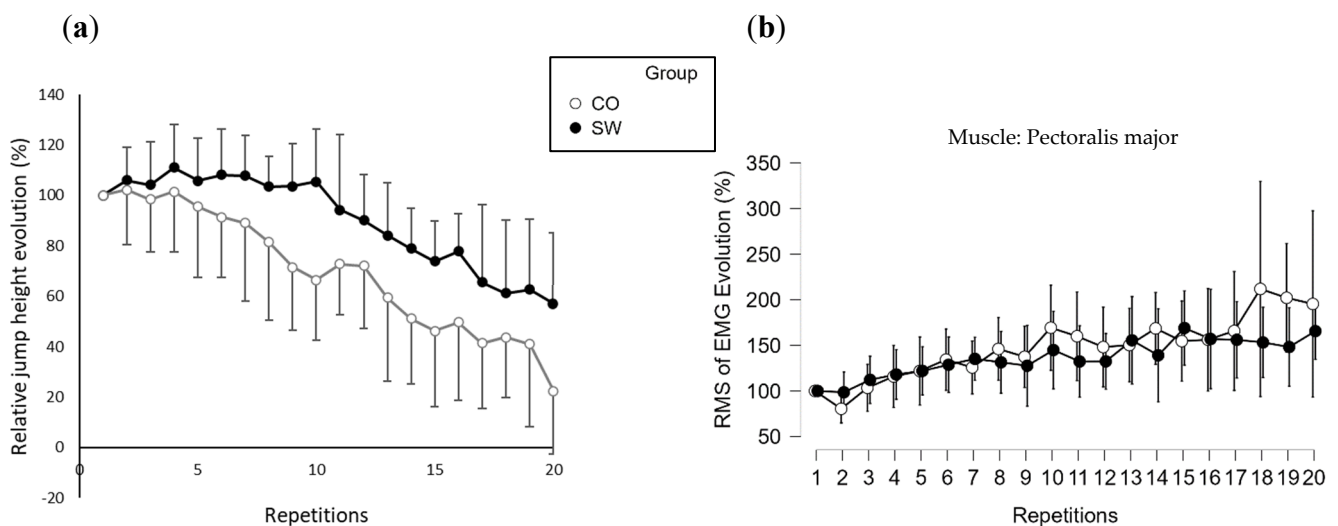 (a)
(b)
Group
CO
SW
Relative jump height evolution (%)
140
120
100
80
60
40
20
0
-20
0
5
10
15
20
Repetitions
Muscle: Pectoralis major
RMS of EMG Evolution (%)
350
300
250
200
150
100
50
1 2 3 4 5 6 7 8 9 10 11 12 13 14 15 16 17 18 19 20
Repetitions